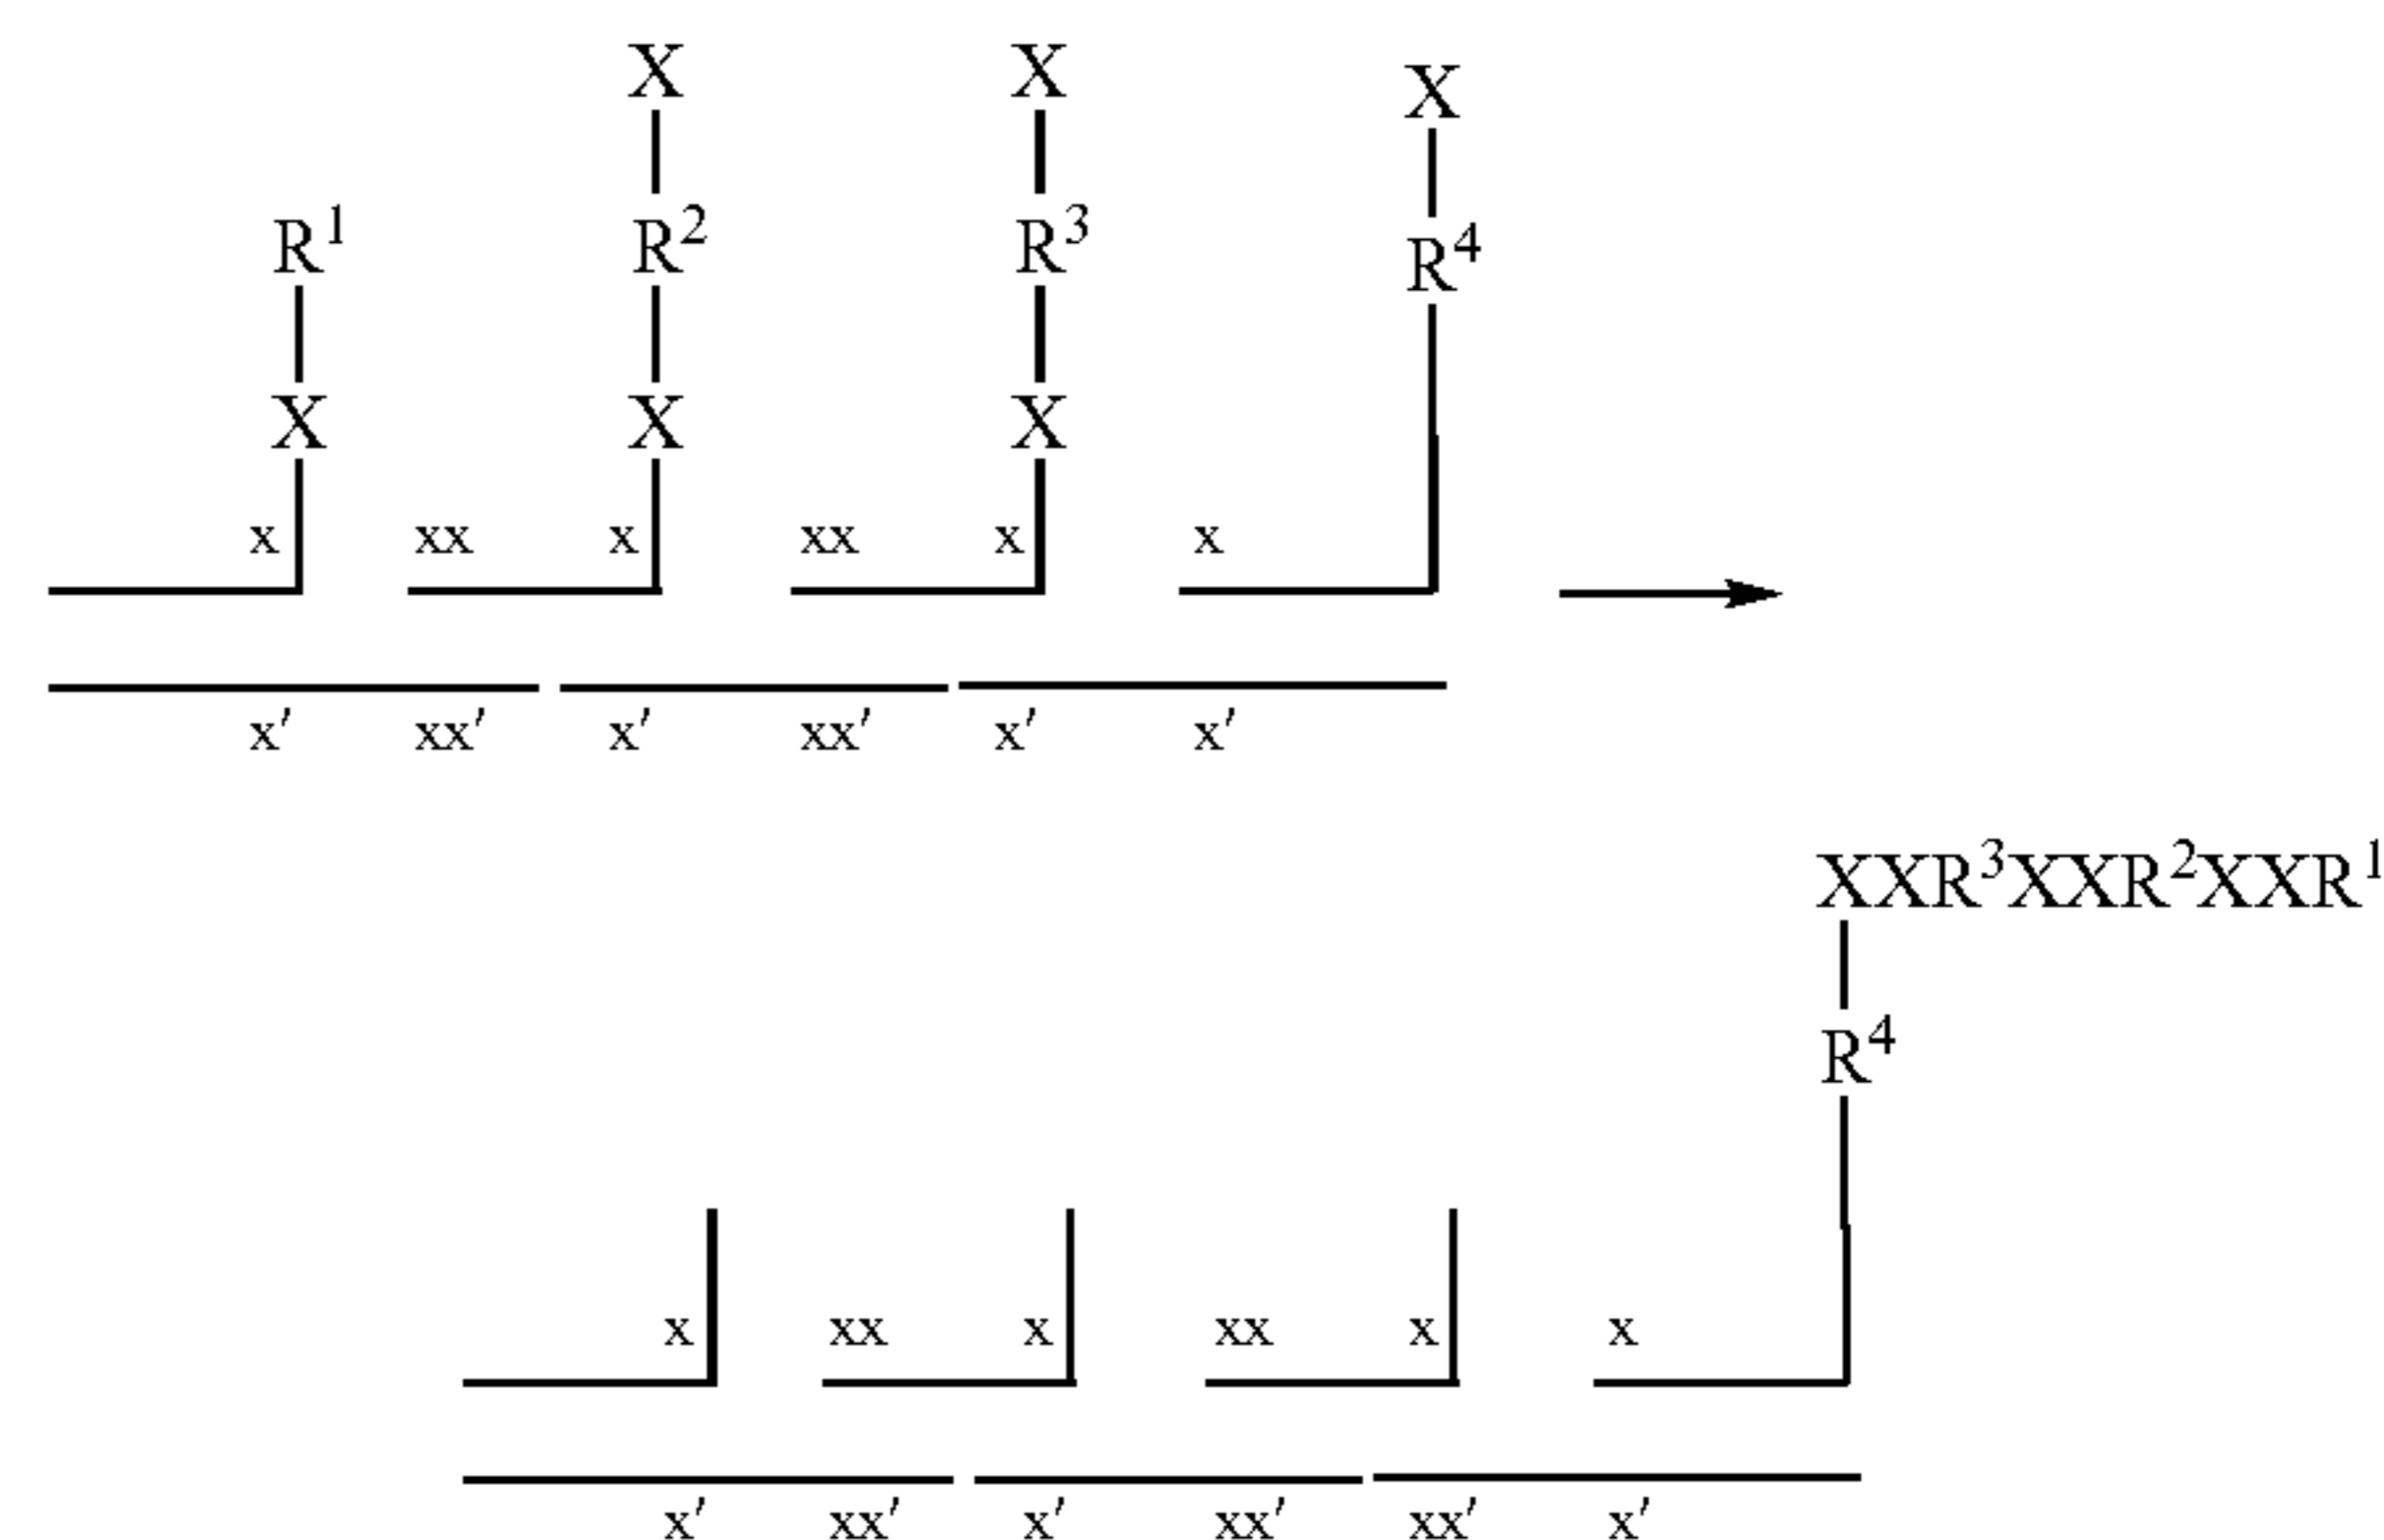 X X X X
R¹ R² R³ R⁴
X X X
x xx x xx x x
x′ xx′ x′ xx′ x′ x′
XXR³XXR²XXR¹
R⁴
x xx x xx x x
x′ xx′ x′ xx′ xx′ x′